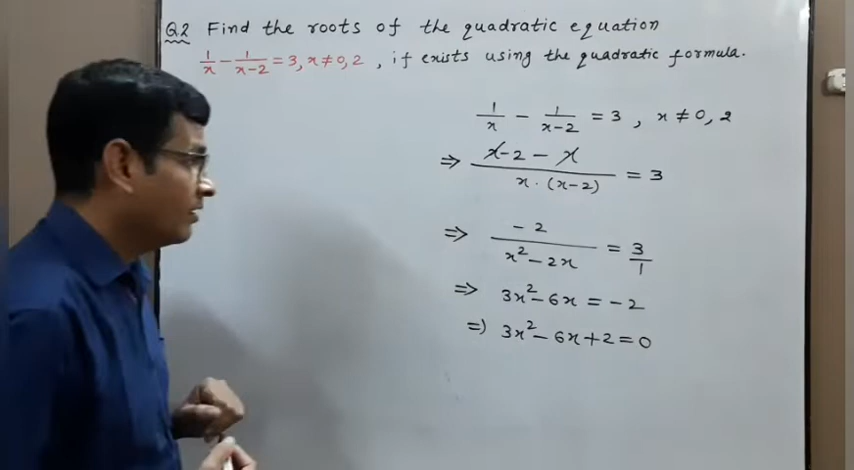 Q2 Find the roots of the quadratic equation
1/x - 1/(x-2) = 3, x ≠ 0, 2 , if exists using the quadratic formula.
1/x - 1/(x-2) = 3 , x ≠ 0, 2
⇒ (x-2 - x)/(x·(x-2)) = 3
⇒ -2/(x²-2x) = 3/1
⇒ 3x²-6x = -2
⇒ 3x²-6x+2=0